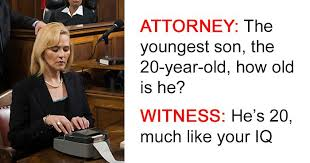 ATTORNEY: The
youngest son, the
20-year-old, how old
is he?
WITNESS: He's 20,
much like your IQ